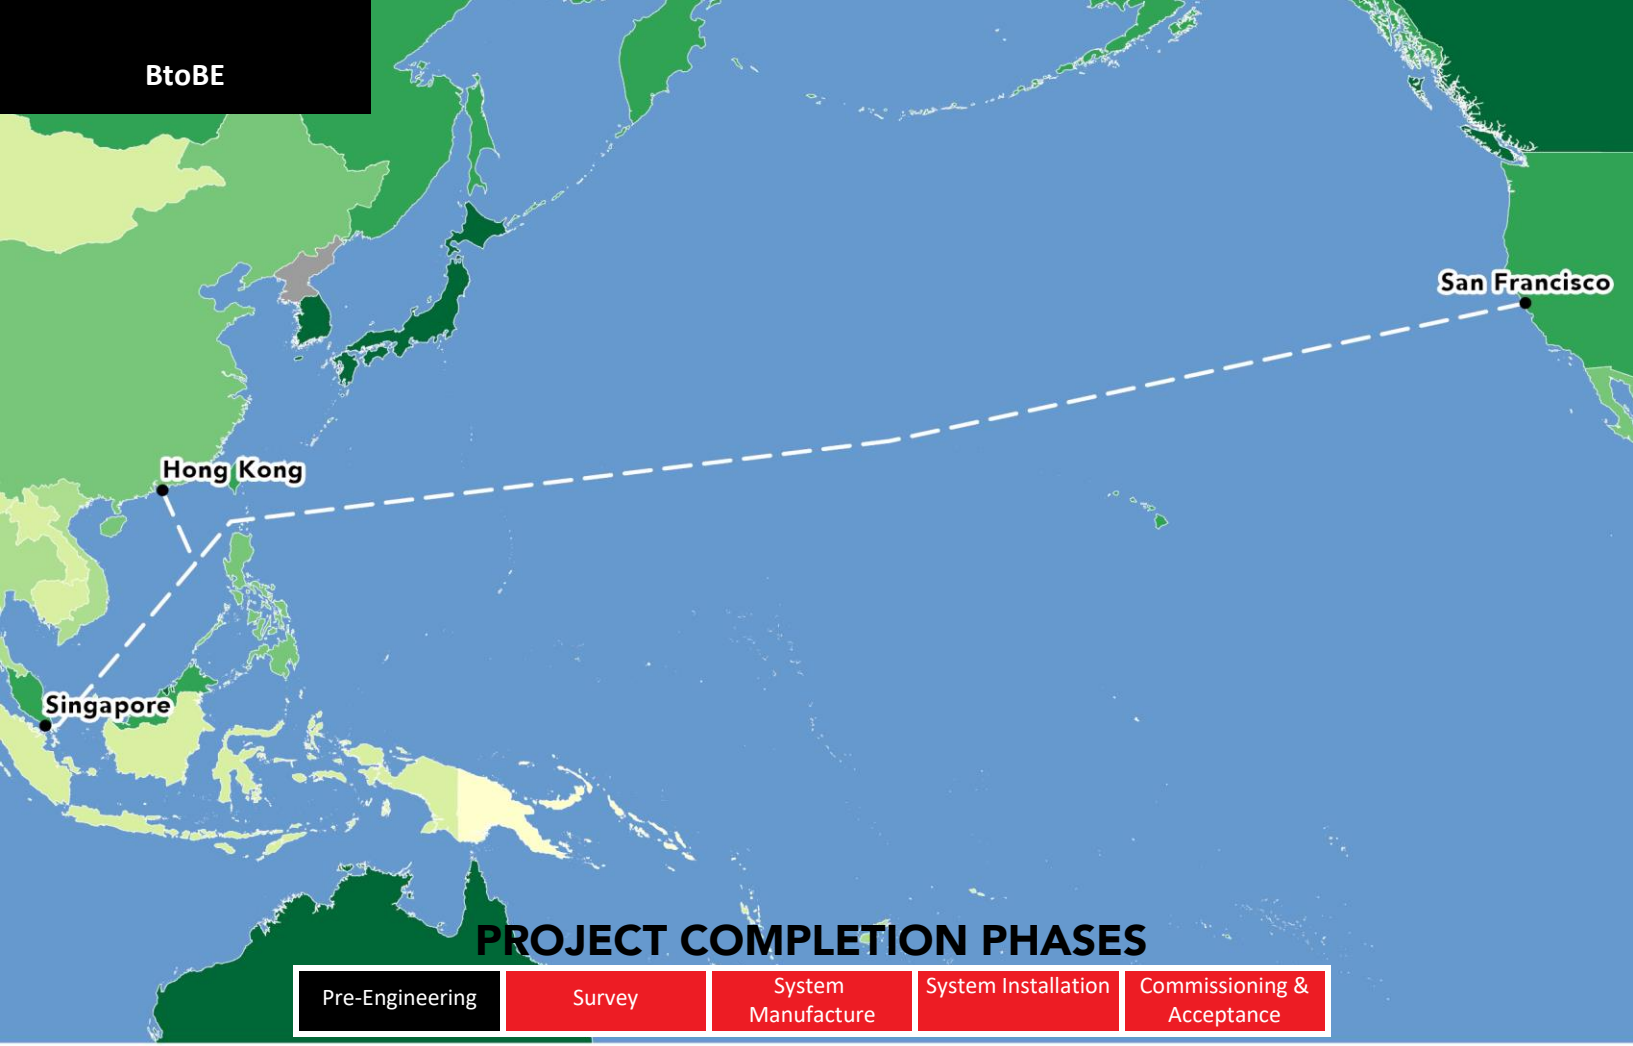 BtoBE
San Francisco
Hong Kong
Singapore
PROJECT COMPLETION PHASES
Pre-Engineering
Survey
System
Manufacture
System Installation
Commissioning &
Acceptance